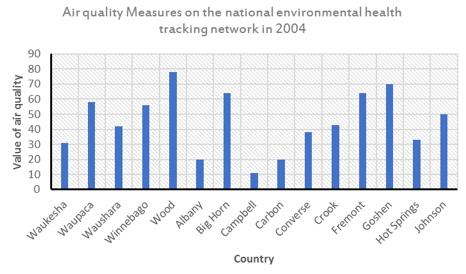 Air quality Measures on the national environmental health
tracking network in 2004
Value of air quality
90
80
70
60
50
40
30
20
10
0
Waukesha
Waupaca
Waushara
Winnebago
Wood
Albany
Big Horn
Campbell
Carbon
Converse
Crook
Fremont
Goshen
Hot Springs
Johnson
Country